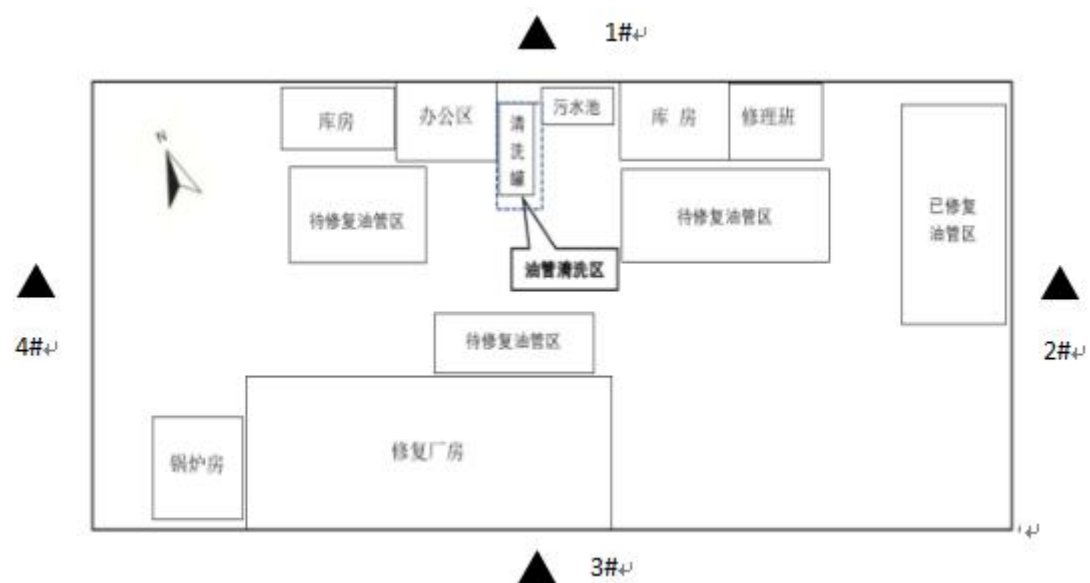 1#↵
N
库房
办公区
清
洗
罐
污水池
库 房
修理班
已修复
油管区
待修复油管区
待修复油管区
油管清洗区
4#↵
2#↵
待修复油管区
锅炉房
修复厂房
↵
3#↵